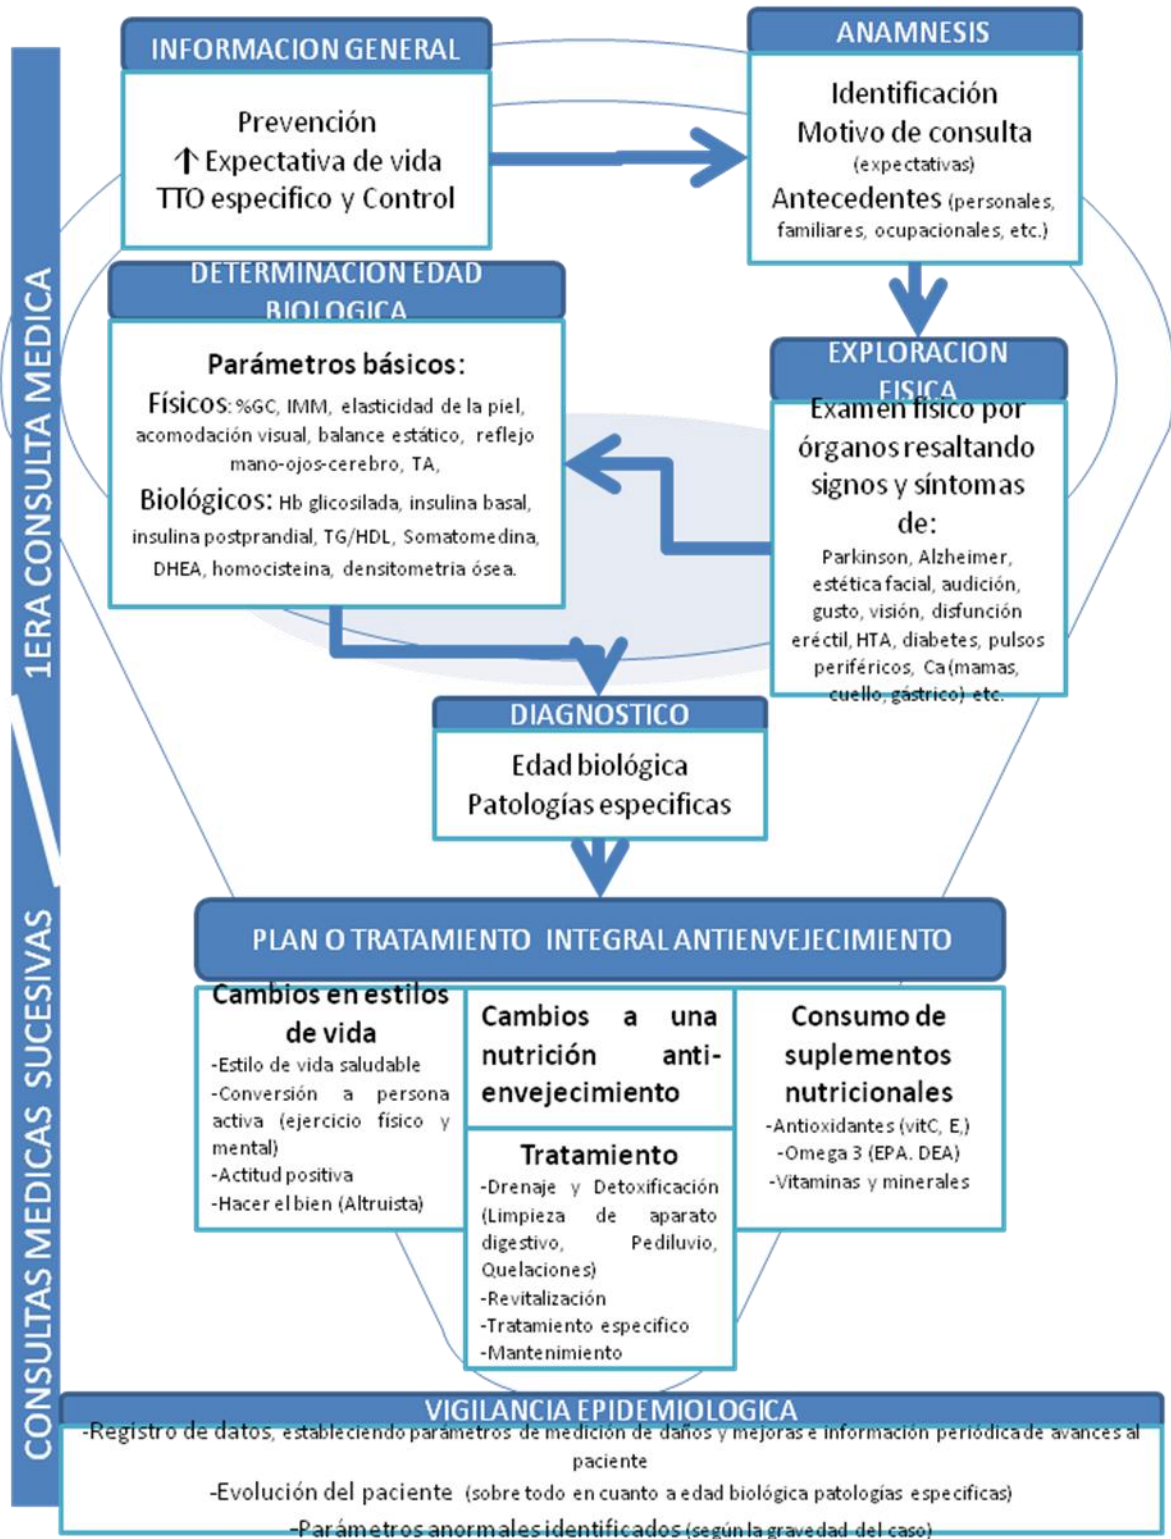 1ERA CONSULTA MEDICA
CONSULTAS MEDICAS SUCESIVAS
INFORMACION GENERAL
Prevención
↑ Expectativa de vida
TTO especifico y Control
ANAMNESIS
Identificación
Motivo de consulta
(expectativas)
Antecedentes (personales,
familiares, ocupacionales, etc.)
EXPLORACION
FISICA
Examen físico por
órganos resaltando
signos y síntomas
de:
Parkinson, Alzheimer,
estética facial, audición,
gusto, visión, disfunción
eréctil, HTA, diabetes, pulsos
periféricos, Ca (mamas,
cuello, gástrico) etc.
DETERMINACION EDAD
BIOLOGICA
Parámetros básicos:
Físicos: %GC, IMM, elasticidad de la piel,
acomodación visual, balance estático, reflejo
mano-ojos-cerebro, TA,
Biológicos: Hb glicosilada, insulina basal,
insulina postprandial, TG/HDL, Somatomedina,
DHEA, homocisteina, densitometria ósea.
DIAGNOSTICO
Edad biológica
Patologías especificas
PLAN O TRATAMIENTO INTEGRAL ANTIENVEJECIMIENTO
Cambios en estilos
de vida
-Estilo de vida saludable
-Conversión a persona
activa (ejercicio físico y
mental)
-Actitud positiva
-Hacer el bien (Altruista)
Cambios a una
nutrición anti-
envejecimiento
Tratamiento
-Drenaje y Detoxificación
(Limpieza de aparato
digestivo, Pediluvio,
Quelaciones)
-Revitalización
-Tratamiento especifico
-Mantenimiento
Consumo de
suplementos
nutricionales
-Antioxidantes (vitC, E,)
-Omega 3 (EPA. DEA)
-Vitaminas y minerales
VIGILANCIA EPIDEMIOLOGICA
-Registro de datos, estableciendo parámetros de medición de daños y mejoras e información periódica de avances al
paciente
-Evolución del paciente (sobre todo en cuanto a edad biológica patologías especificas)
-Parámetros anormales identificados (según la gravedad del caso)